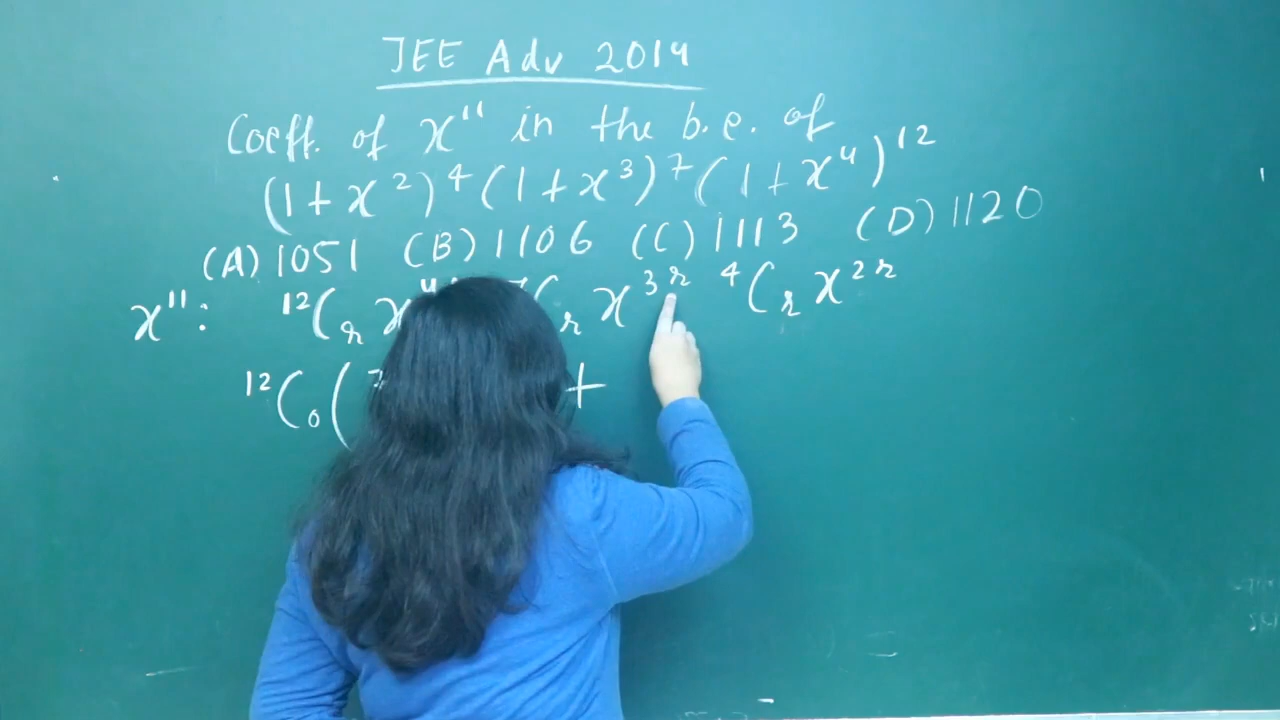 JEE Adv 2014
Coeff. of x¹¹ in the b.e. of
(1+x²)⁴(1+x³)⁷(1+x⁴)¹²
(A) 1051 (B) 1106 (C) 1113 (D) 1120
x¹¹: ¹²Cᵣ x Cᵣ x³ʳ ⁴Cᵣ x²ʳ
¹²C₀( +